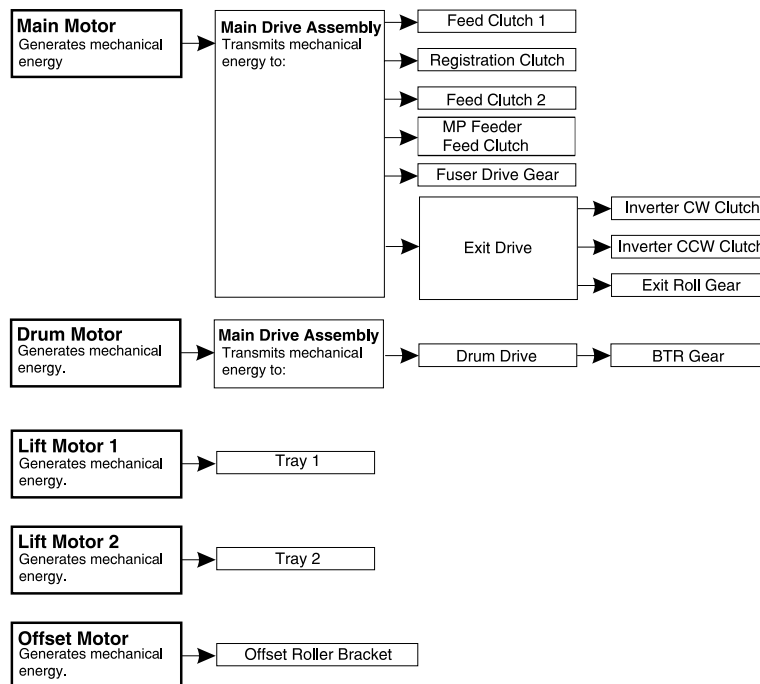 Main Motor
Generates mechanical
energy
Main Drive Assembly
Transmits mechanical
energy to:
Feed Clutch 1
Registration Clutch
Feed Clutch 2
MP Feeder
Feed Clutch
Fuser Drive Gear
Exit Drive
Inverter CW Clutch
Inverter CCW Clutch
Exit Roll Gear
Drum Motor
Generates mechanical
energy.
Main Drive Assembly
Transmits mechanical
energy to:
Drum Drive
BTR Gear
Lift Motor 1
Generates mechanical
energy.
Tray 1
Lift Motor 2
Generates mechanical
energy.
Tray 2
Offset Motor
Generates mechanical
energy.
Offset Roller Bracket